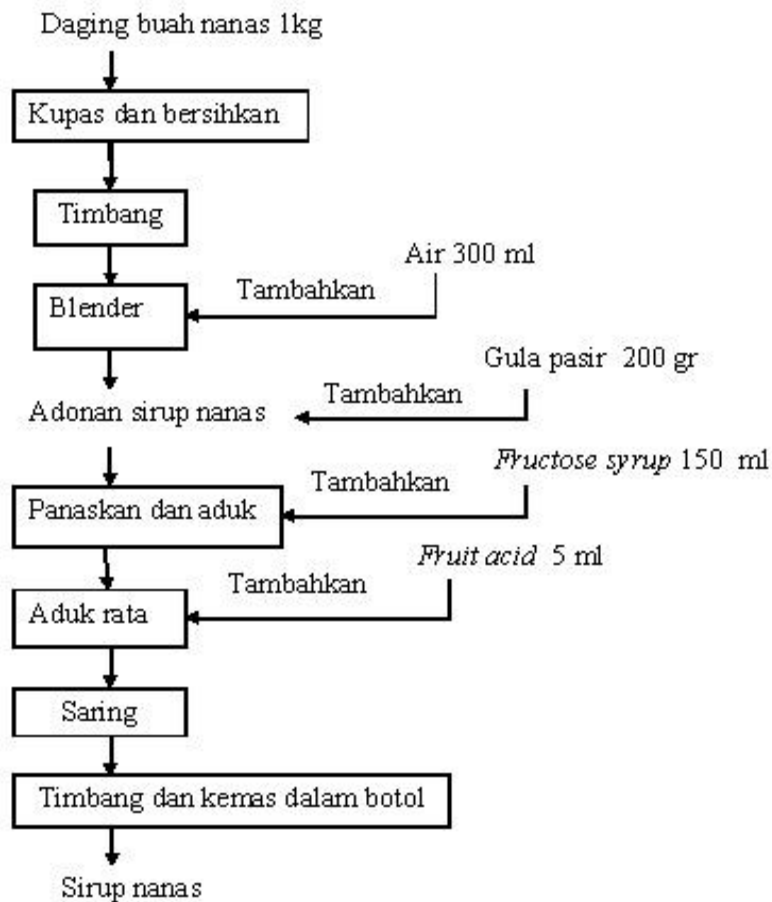 Daging buah nanas 1kg
Kupas dan bersihkan
Timbang
Air 300 ml
Tambahkan
Blender
Gula pasir 200 gr
Tambahkan
Adonan sirup nanas
Fructose syrup 150 ml
Tambahkan
Panaskan dan aduk
Fruit acid 5 ml
Tambahkan
Aduk rata
Saring
Timbang dan kemas dalam botol
Sirup nanas